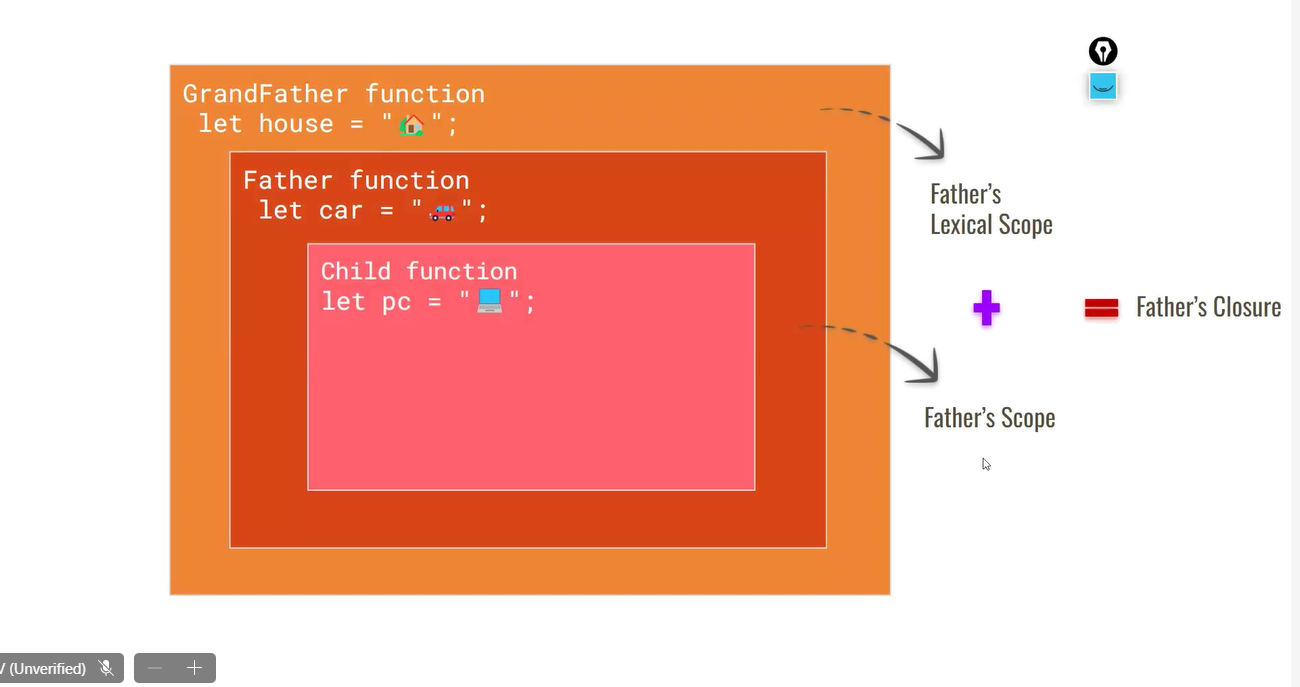 GrandFather function
let house = "🏡";
Father function
let car = "🚗";
Child function
let pc = "💻";
Father's
Lexical Scope
Father's Closure
Father's Scope
(Unverified)